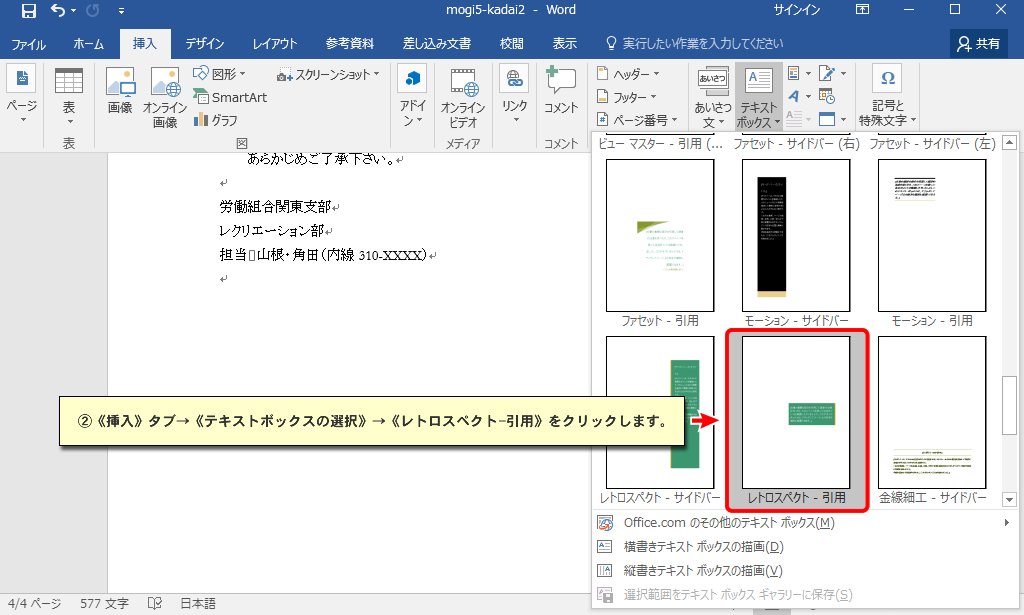 mogi5-kadai2 - Word
サインイン
ファイル ホーム 挿入 デザイン レイアウト 参考資料 差し込み文書 校閲 表示 実行したい作業を入力してください 共有
ページ
表
画像
オンライン
画像
図形
SmartArt
グラフ
スクリーンショット
アドイ
ン
オンライン
ビデオ
リンク
コメント
ヘッダー
フッター
ページ番号
あいさつ
あいさつ
文
テキスト
ボックス
記号と
特殊文字
表 図 メディア コメント
ビュー マスター - 引用 (... ファセット - サイドバー (右) ファセット - サイドバー (左)
あらかじめご了承下さい。
労働組合関東支部
レクリエーション部
担当 山根・角田（内線 310-XXXX）
ファセット - 引用 モーション - サイドバー モーション - 引用
②《挿入》タブ→《テキストボックスの選択》→《レトロスペクト-引用》をクリックします。
レトロスペクト - サイドバー レトロスペクト - 引用 金線細工 - サイドバー
Office.com のその他のテキスト ボックス(M)
横書きテキスト ボックスの描画(D)
縦書きテキスト ボックスの描画(V)
選択範囲をテキスト ボックス ギャラリーに保存(S)
4/4 ページ 577 文字 日本語